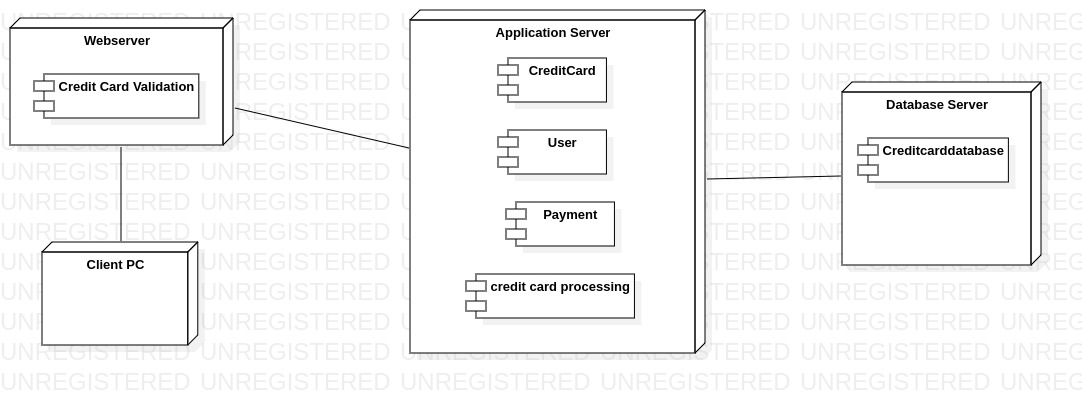 Webserver
Credit Card Validation
Client PC
Application Server
CreditCard
User
Payment
credit card processing
Database Server
Creditcarddatabase
UNREGISTERED